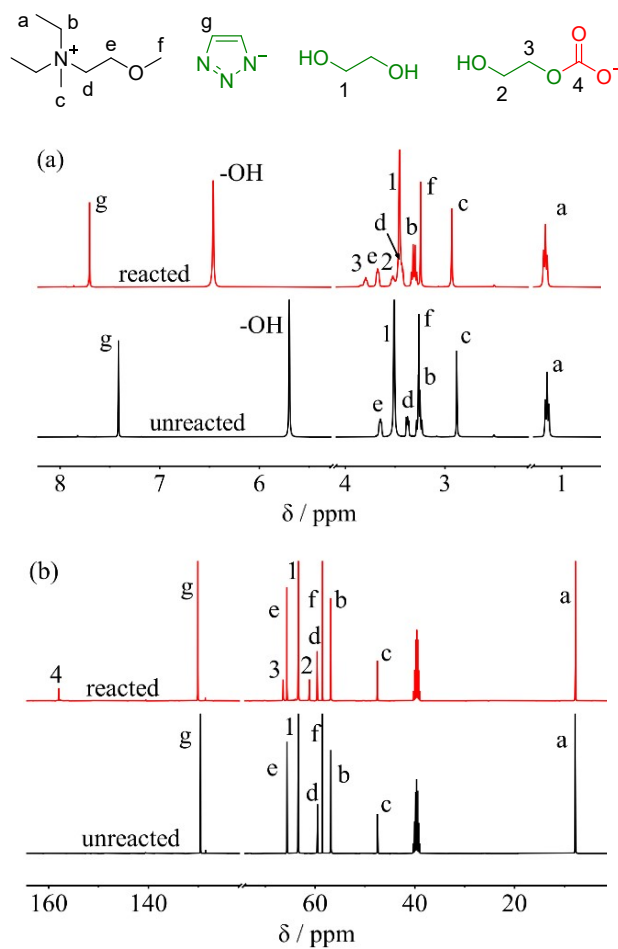 g
a b e f
N + O
c d
N N N −
HO OH
1
3 O
HO O O −
2 4
(a)
g -OH 1 f c a
d b
3 e 2
reacted
g -OH 1 f c a
b
e d
unreacted
8 7 6 4 3 1
δ / ppm
(b)
g 1 f b a
e d
4 3 2 c
reacted
g 1 f a
e b
d c
unreacted
160 140 60 40 20
δ / ppm